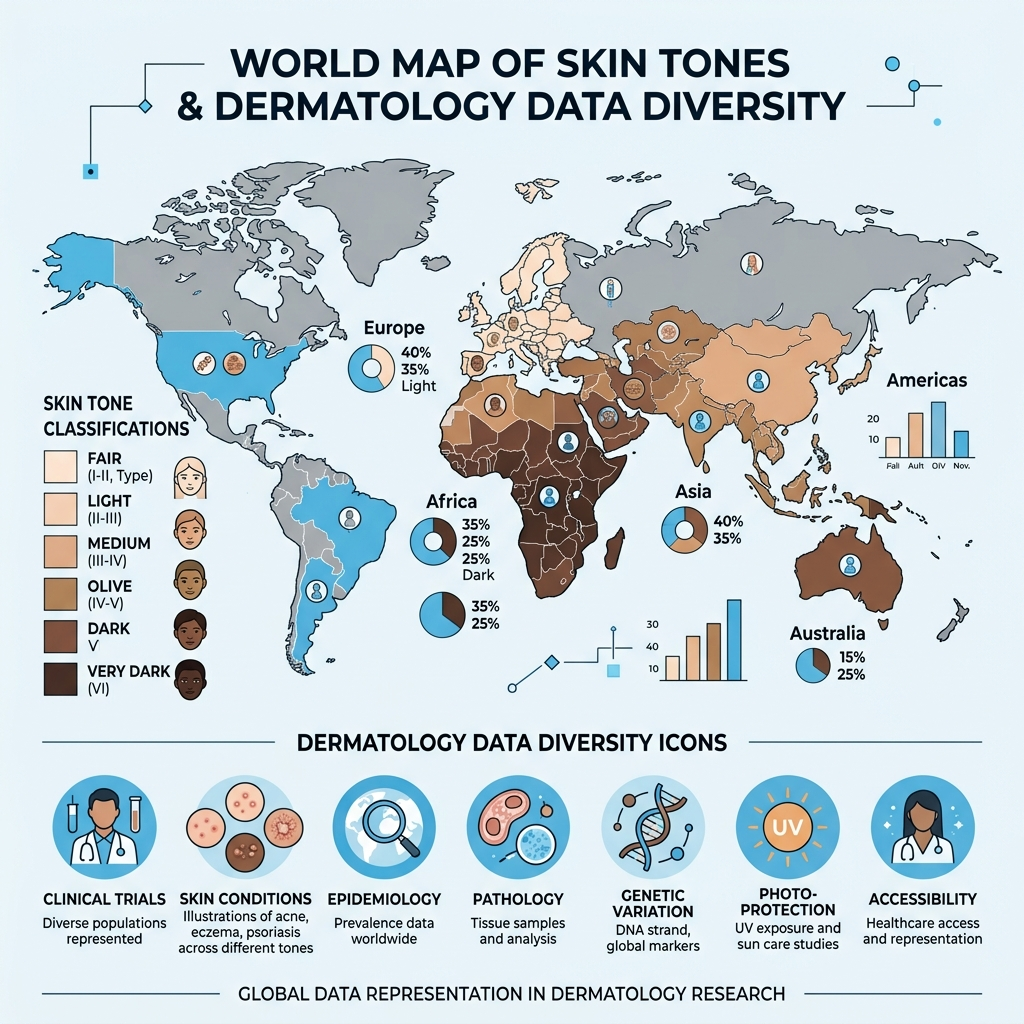 WORLD MAP OF SKIN TONES
& DERMATOLOGY DATA DIVERSITY
Europe
40%
35%
Light
Americas
20
10
Fall Ault OIV Nov.
SKIN TONE
CLASSIFICATIONS
FAIR
(I-II, Type)
LIGHT
(II-III)
MEDIUM
(III-IV)
OLIVE
(IV-V)
DARK
V
VERY DARK
(VI)
Africa
35%
25%
25%
Dark
35%
25%
Asia
40%
35%
30
40
10
Australia
15%
25%
DERMATOLOGY DATA DIVERSITY ICONS
CLINICAL TRIALS
Diverse populations
represented
SKIN CONDITIONS
Illustrations of acne,
eczema, psoriasis
across different tones
EPIDEMIOLOGY
Prevalence data
worldwide
PATHOLOGY
Tissue samples
and analysis
GENETIC
VARIATION
DNA strand,
global markers
UV
PHOTO-
PROTECTION
UV exposure and
sun care studies
ACCESSIBILITY
Healthcare access
and representation
GLOBAL DATA REPRESENTATION IN DERMATOLOGY RESEARCH